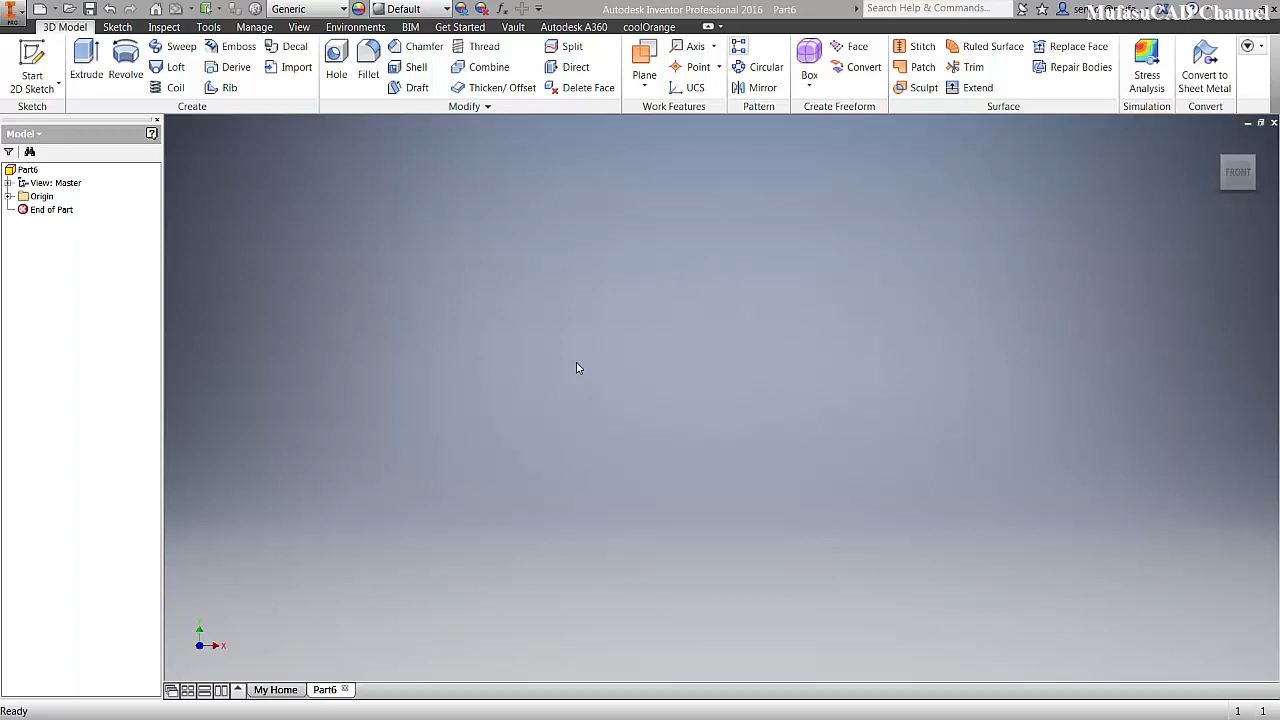 Generic Default Autodesk Inventor Professional 2016 Part6 Search Help & Commands...
MufasuCAD Channel
3D Model Sketch Inspect Tools Manage View Environments BIM Get Started Vault Autodesk A360 coolOrange
Start
2D Sketch
Sketch
Extrude Revolve
Sweep Emboss Decal
Loft Derive Import
Coil Rib
Create
Hole Fillet
Chamfer Thread Split
Shell Combine Direct
Draft Thicken/ Offset Delete Face
Modify
Plane
Axis
Point
UCS
Work Features
Circular
Mirror
Pattern
Box
Face
Convert
Create Freeform
Stitch Ruled Surface Replace Face
Patch Trim Repair Bodies
Sculpt Extend
Surface
Stress
Analysis
Simulation
Convert to
Sheet Metal
Convert
Model
Part6
View: Master
Origin
End of Part
FRONT
Y
X
My Home Part6
Ready 1 1